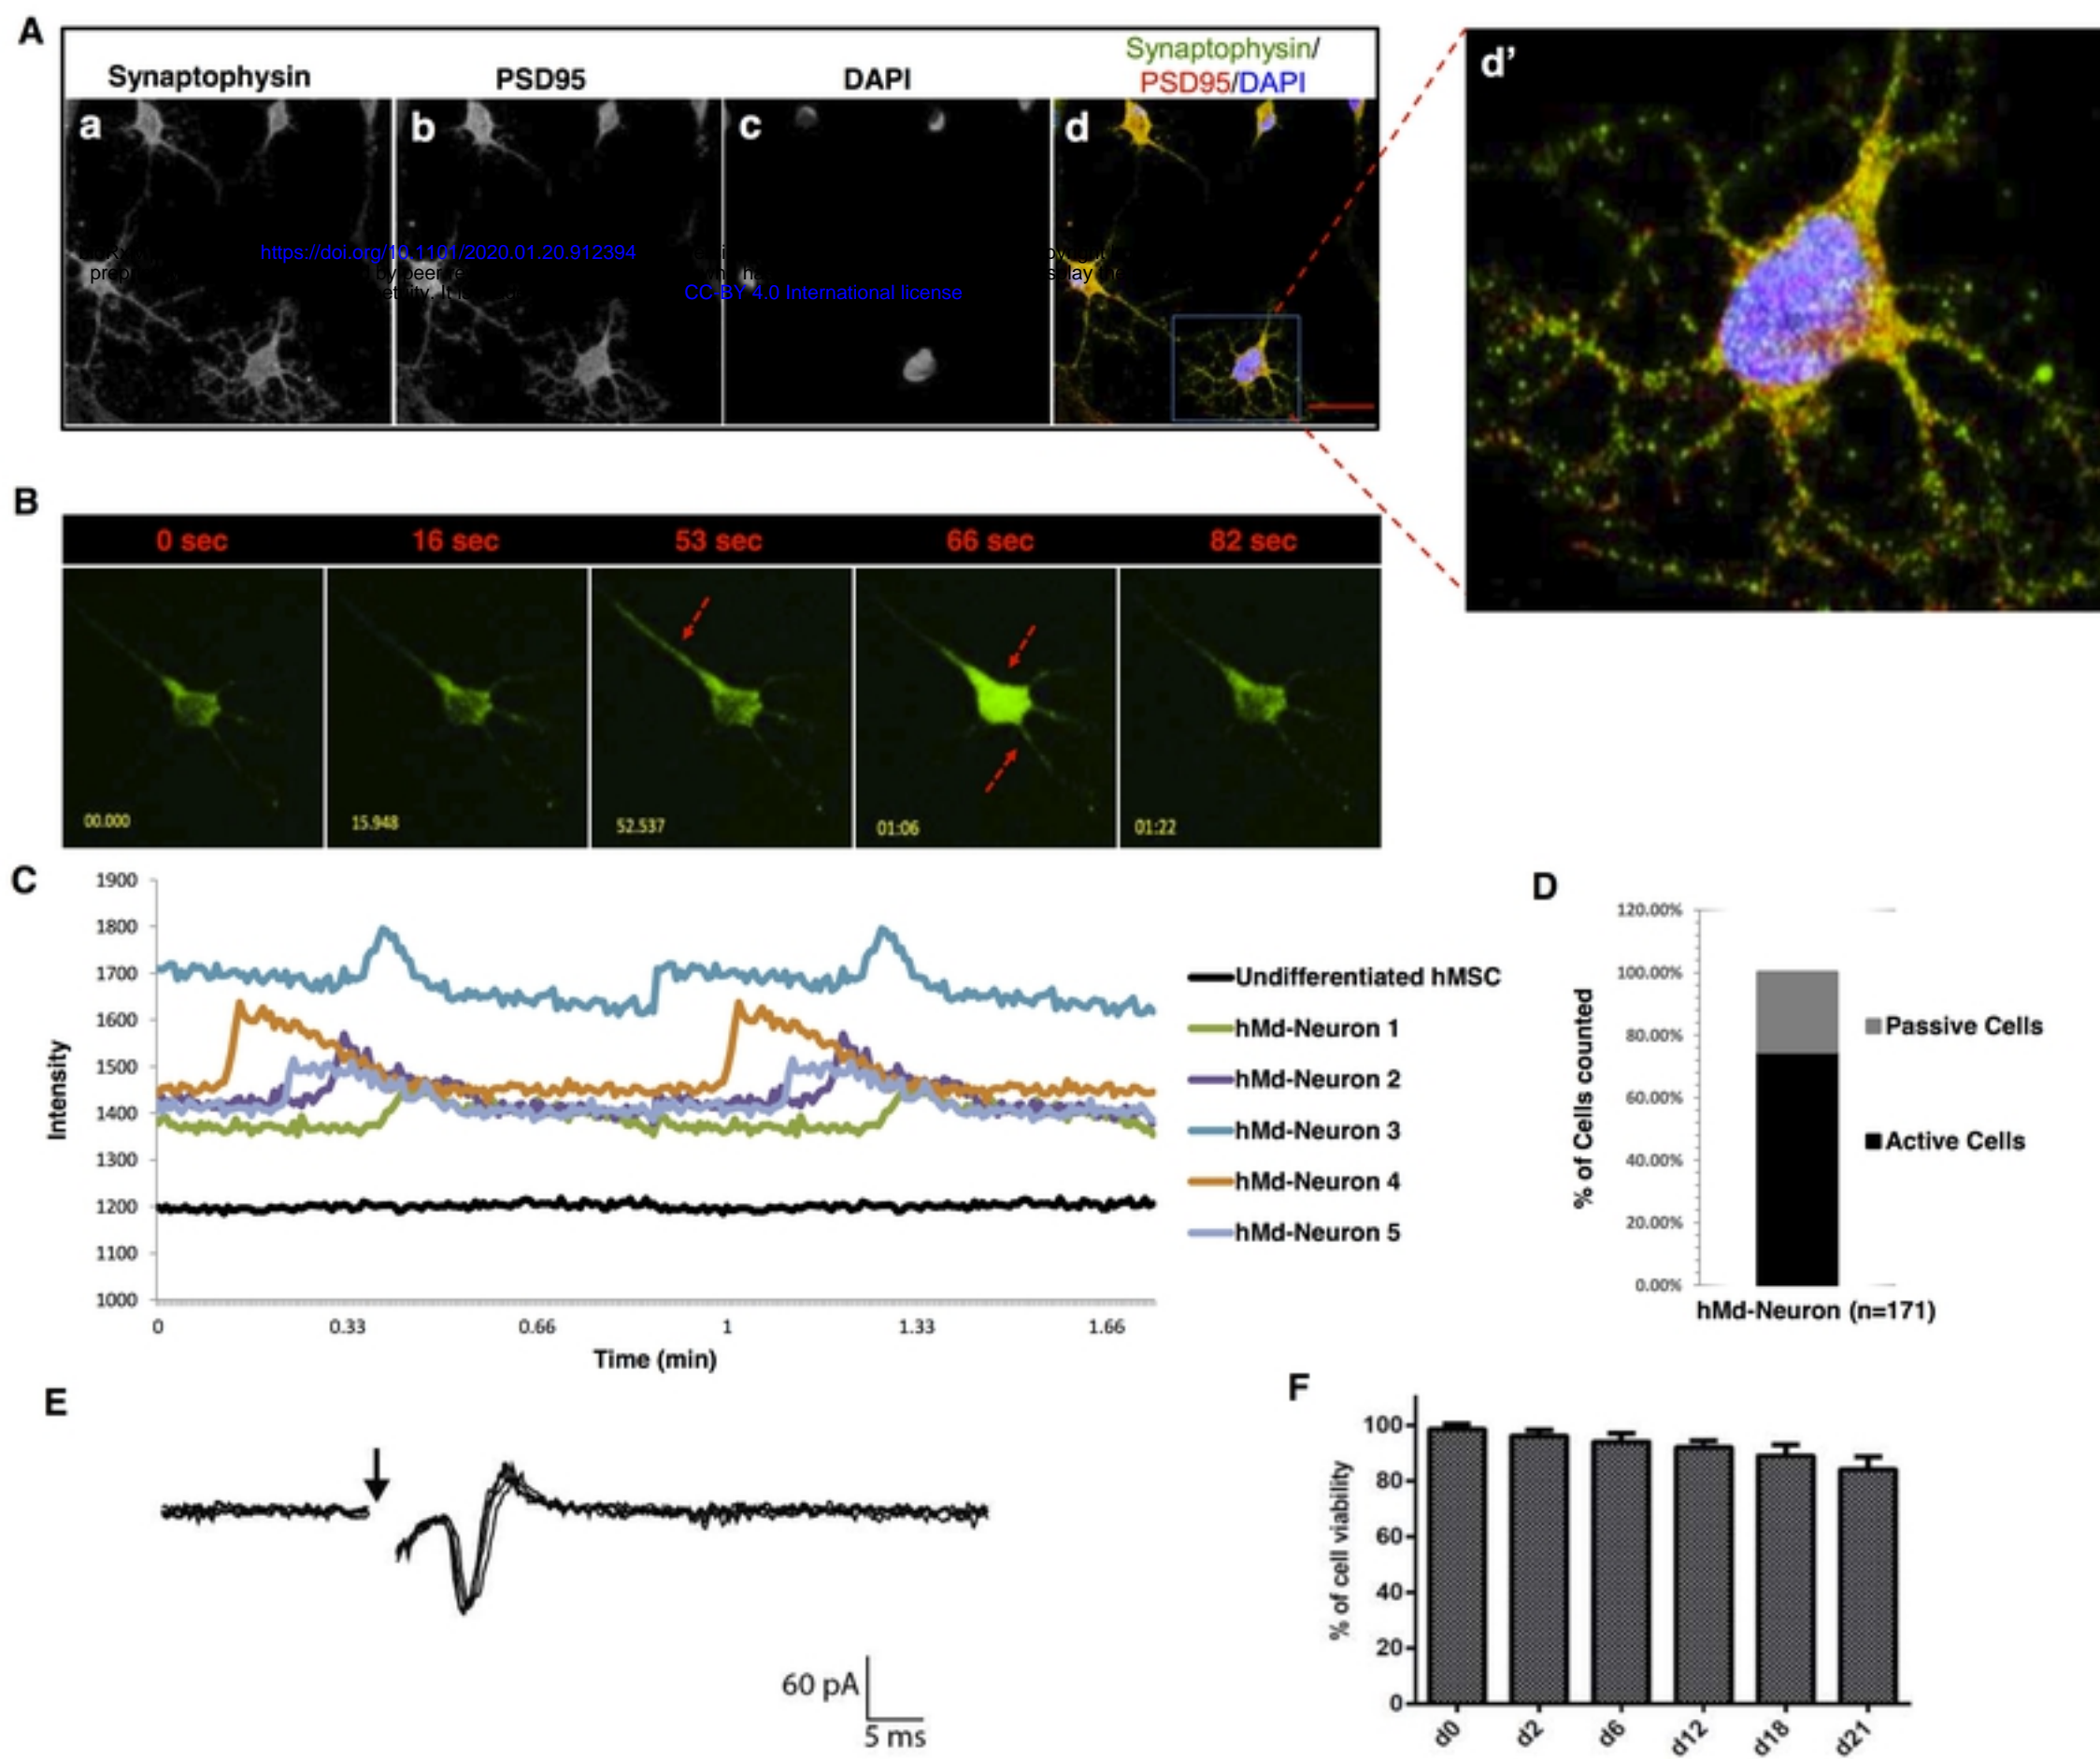 A
Synaptophysin
PSD95
DAPI
Synaptophysin/
PSD95/DAPI
a
b
c
d
d’
https://doi.org/10.1101/2020.01.20.912394
CC-BY 4.0 International license
B
0 sec
16 sec
53 sec
66 sec
82 sec
00.000
15.948
52.537
01:06
01:22
C
1900
1800
1700
1600
1500
1400
1300
1200
1100
1000
Intensity
0
0.33
0.66
1
1.33
1.66
Time (min)
Undifferentiated hMSC
hMd-Neuron 1
hMd-Neuron 2
hMd-Neuron 3
hMd-Neuron 4
hMd-Neuron 5
D
120.00%
100.00%
80.00%
60.00%
40.00%
20.00%
0.00%
% of Cells counted
Passive Cells
Active Cells
hMd-Neuron (n=171)
E
60 pA
5 ms
F
100
80
60
40
20
0
% of cell viability
d0
d2
d6
d12
d18
d21